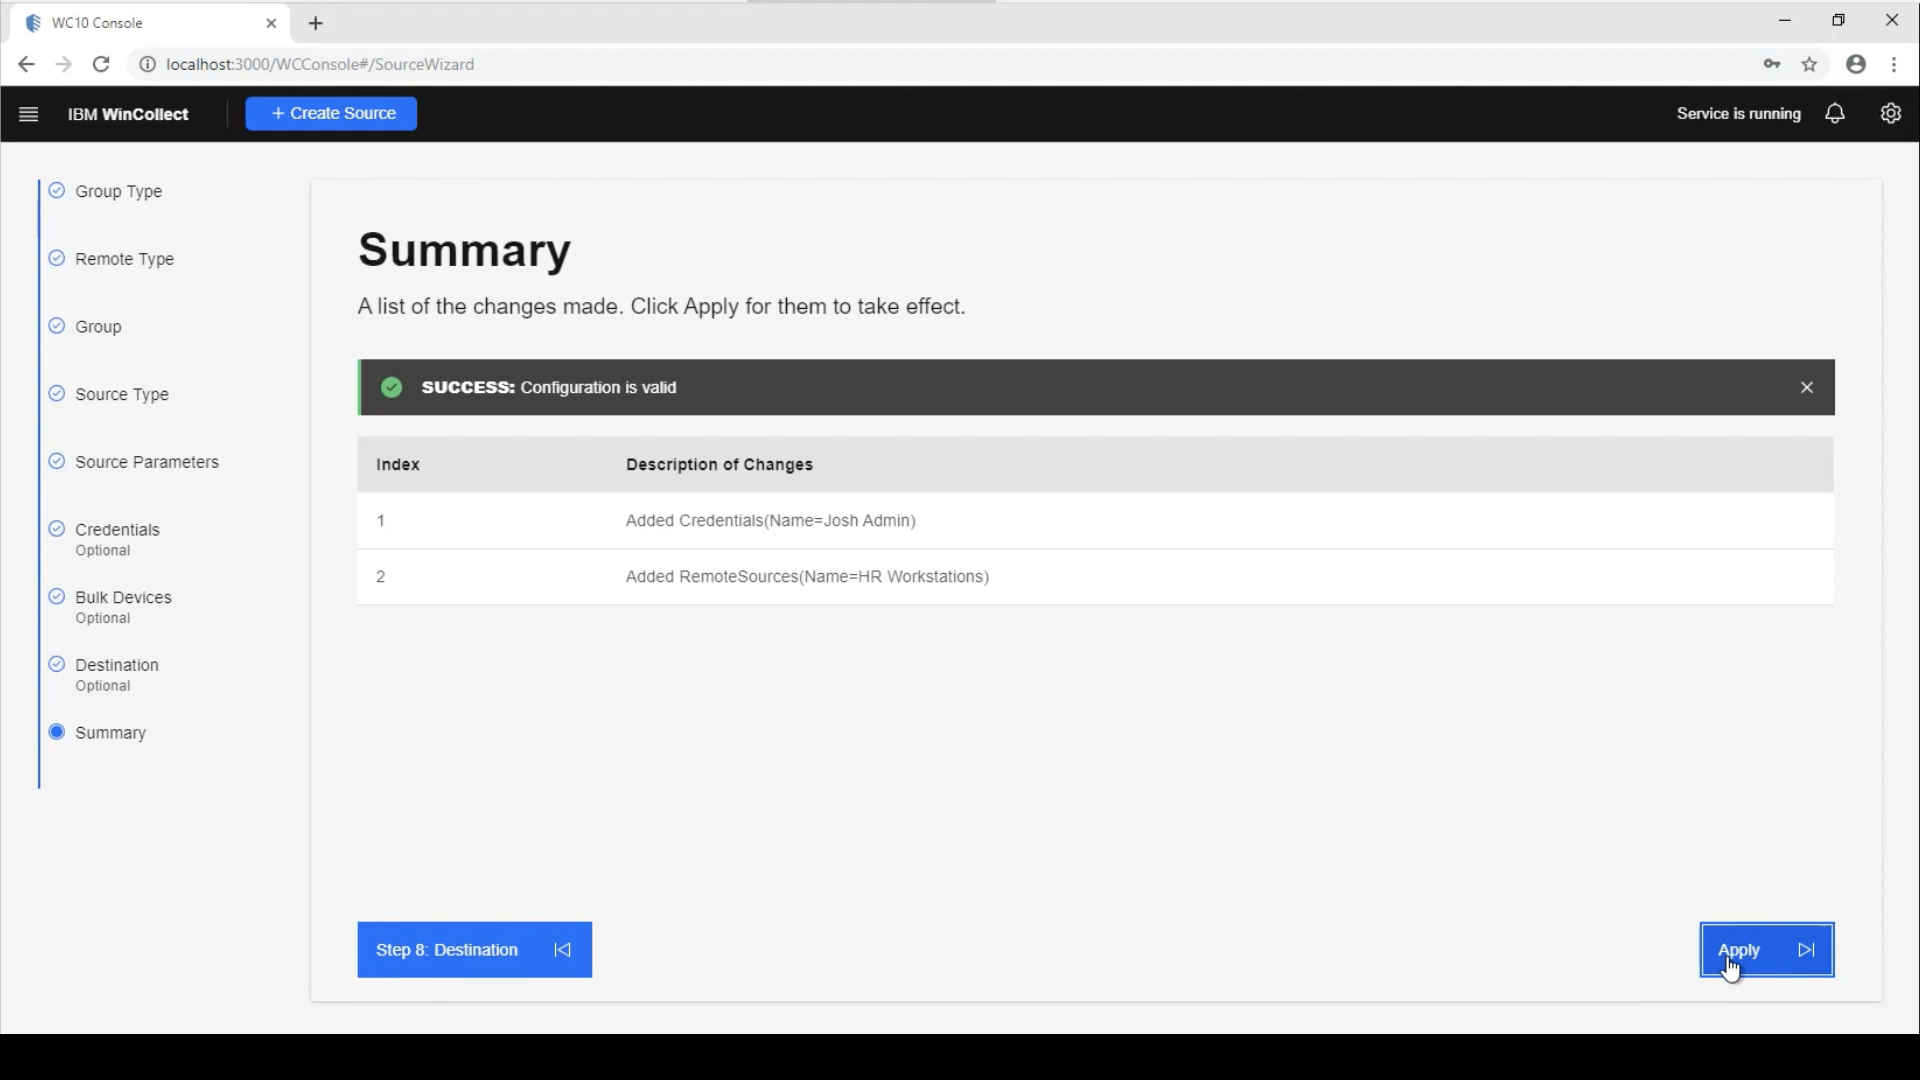 WC10 Console
localhost:3000/WCConsole#/SourceWizard
IBM WinCollect
+ Create Source
Service is running
Group Type
Remote Type
Group
Source Type
Source Parameters
Credentials
Optional
Bulk Devices
Optional
Destination
Optional
Summary
Summary
A list of the changes made. Click Apply for them to take effect.
SUCCESS: Configuration is valid
Index Description of Changes
1 Added Credentials(Name=Josh Admin)
2 Added RemoteSources(Name=HR Workstations)
Step 8: Destination
Apply